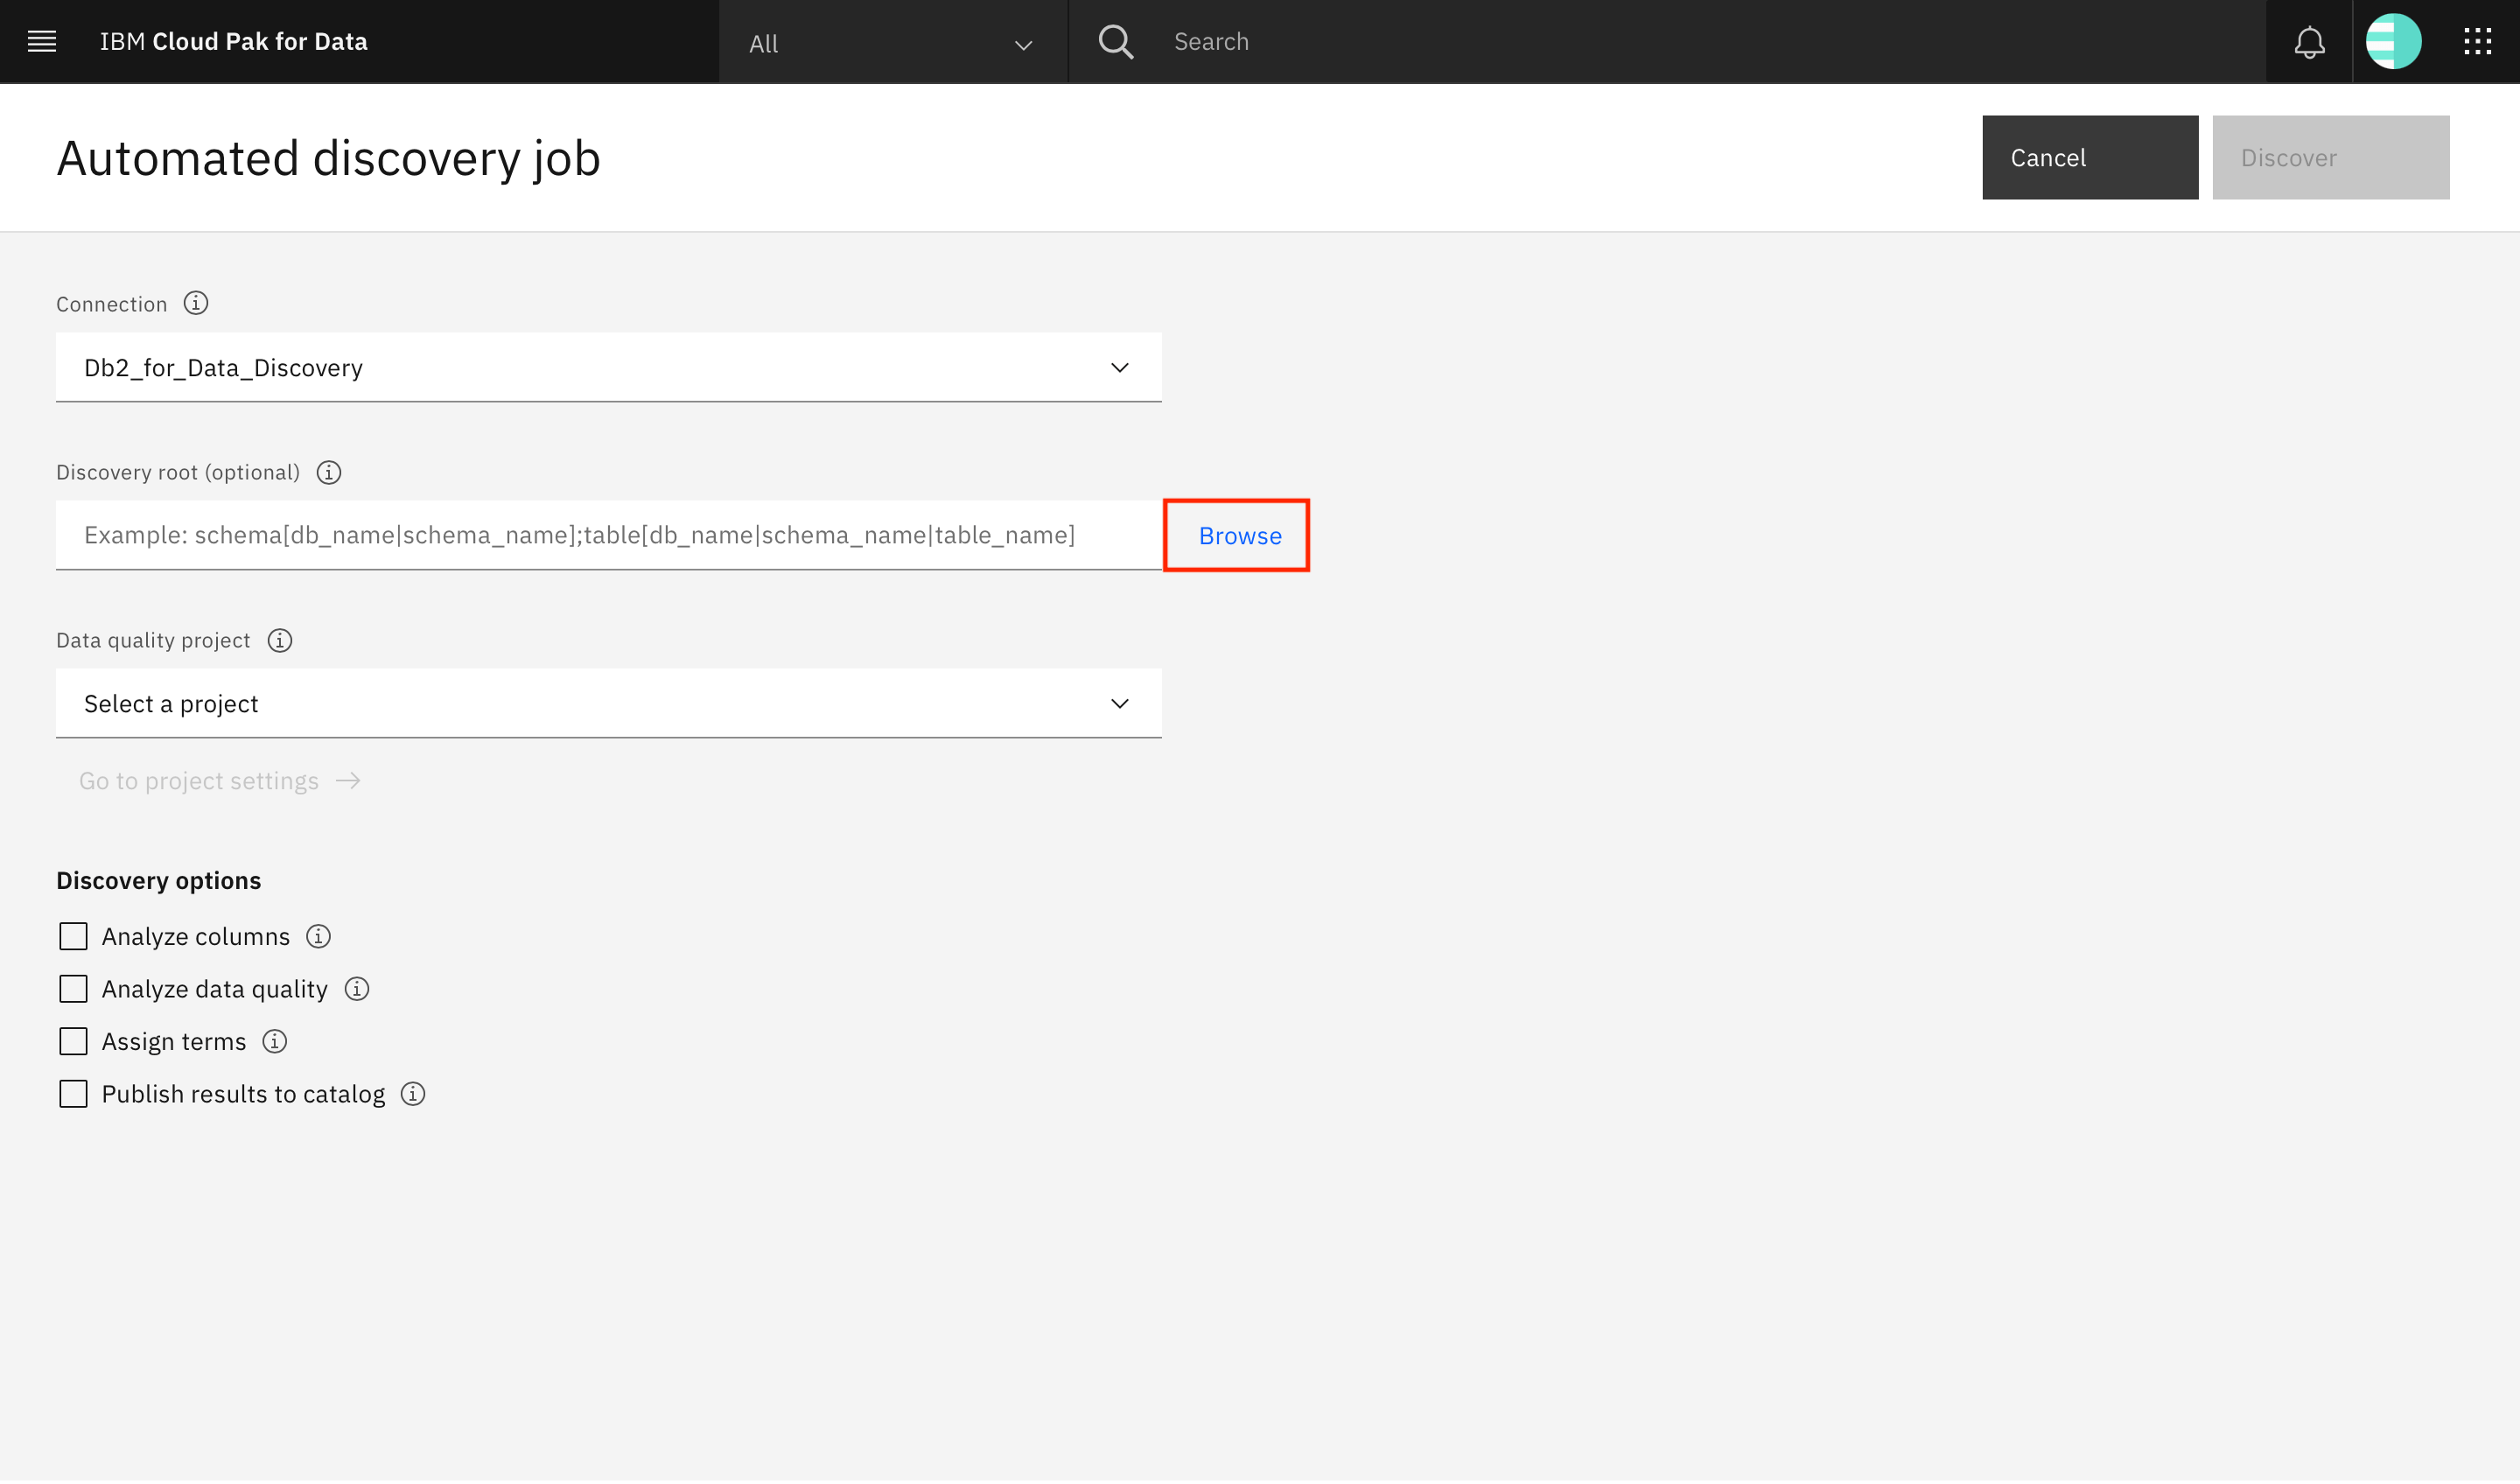 IBM Cloud Pak for Data
All
Search
Automated discovery job
Cancel
Discover
Connection
Db2_for_Data_Discovery
Discovery root (optional)
Example: schema[db_name|schema_name];table[db_name|schema_name|table_name]
Browse
Data quality project
Select a project
Go to project settings
Discovery options
Analyze columns
Analyze data quality
Assign terms
Publish results to catalog